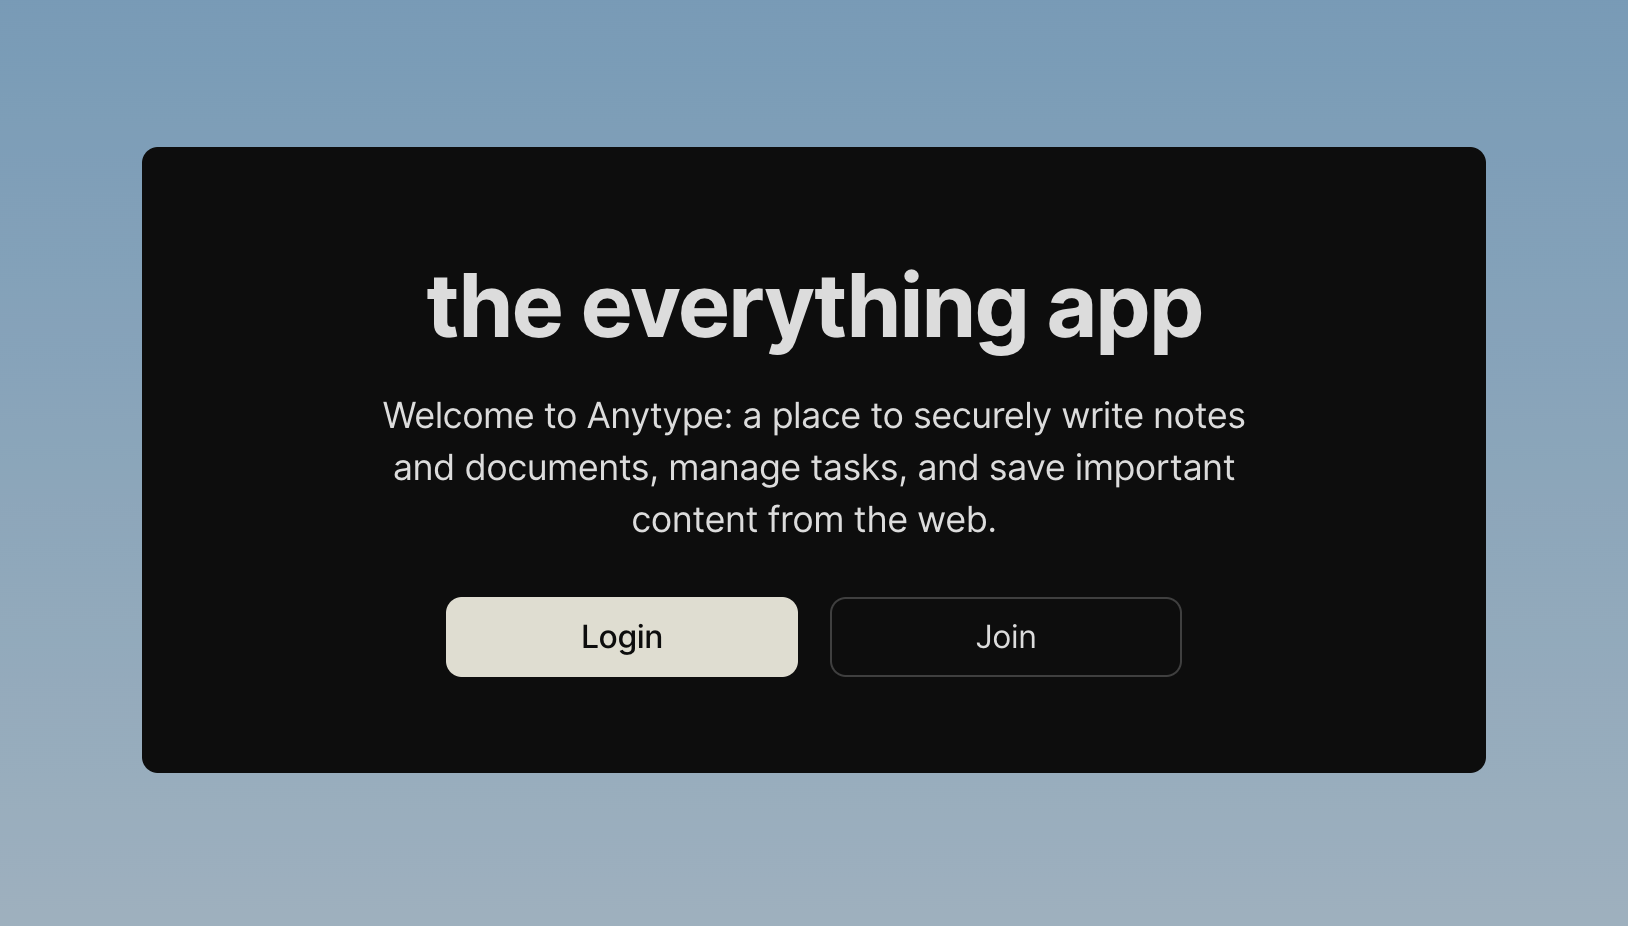 the everything app
Welcome to Anytype: a place to securely write notes
and documents, manage tasks, and save important
content from the web.
Login
Join